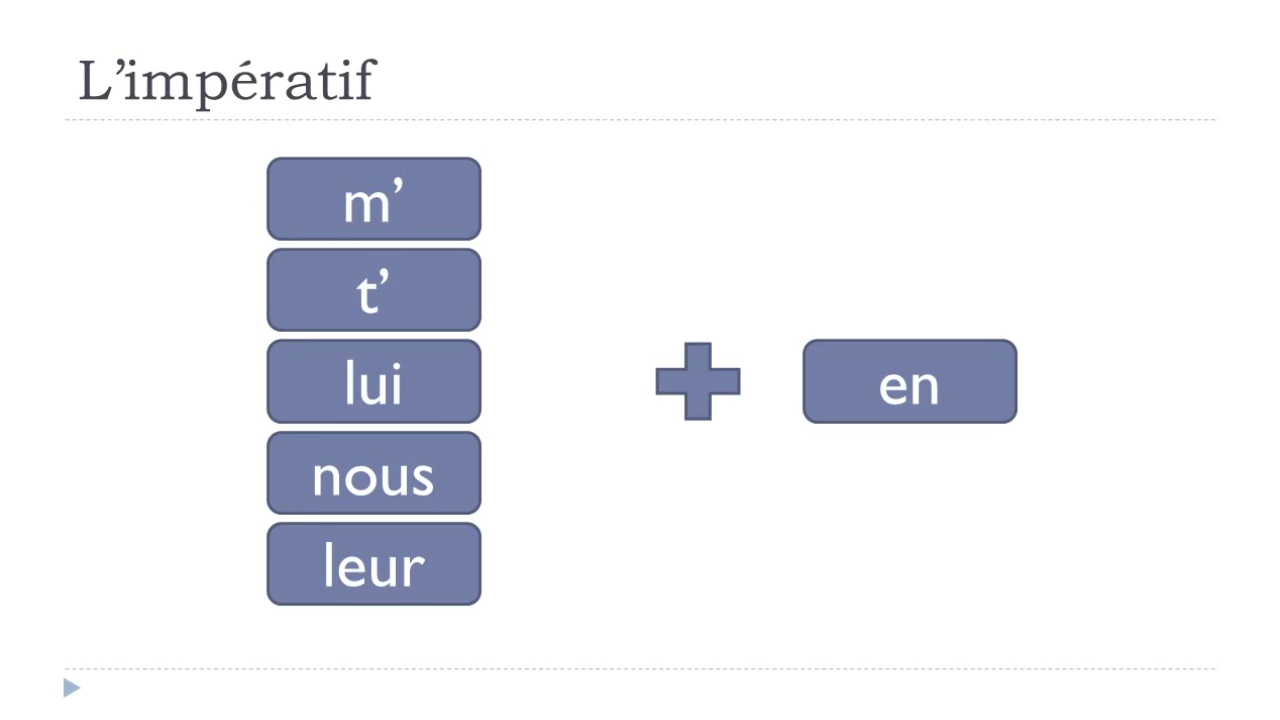 L’impératif
m’
t’
lui
nous
leur
en